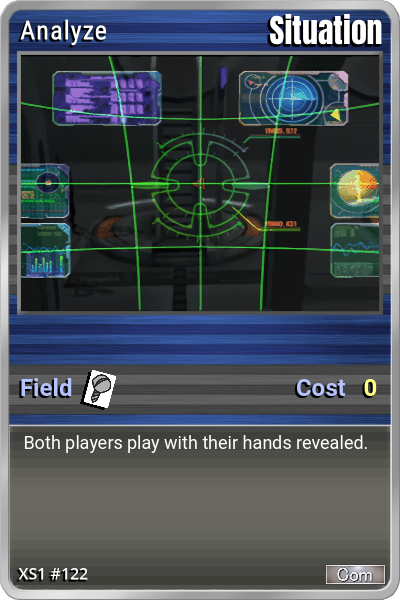 Analyze
Situation
Field
Cost 0
Both players play with their hands revealed.
XS1 #122
Com